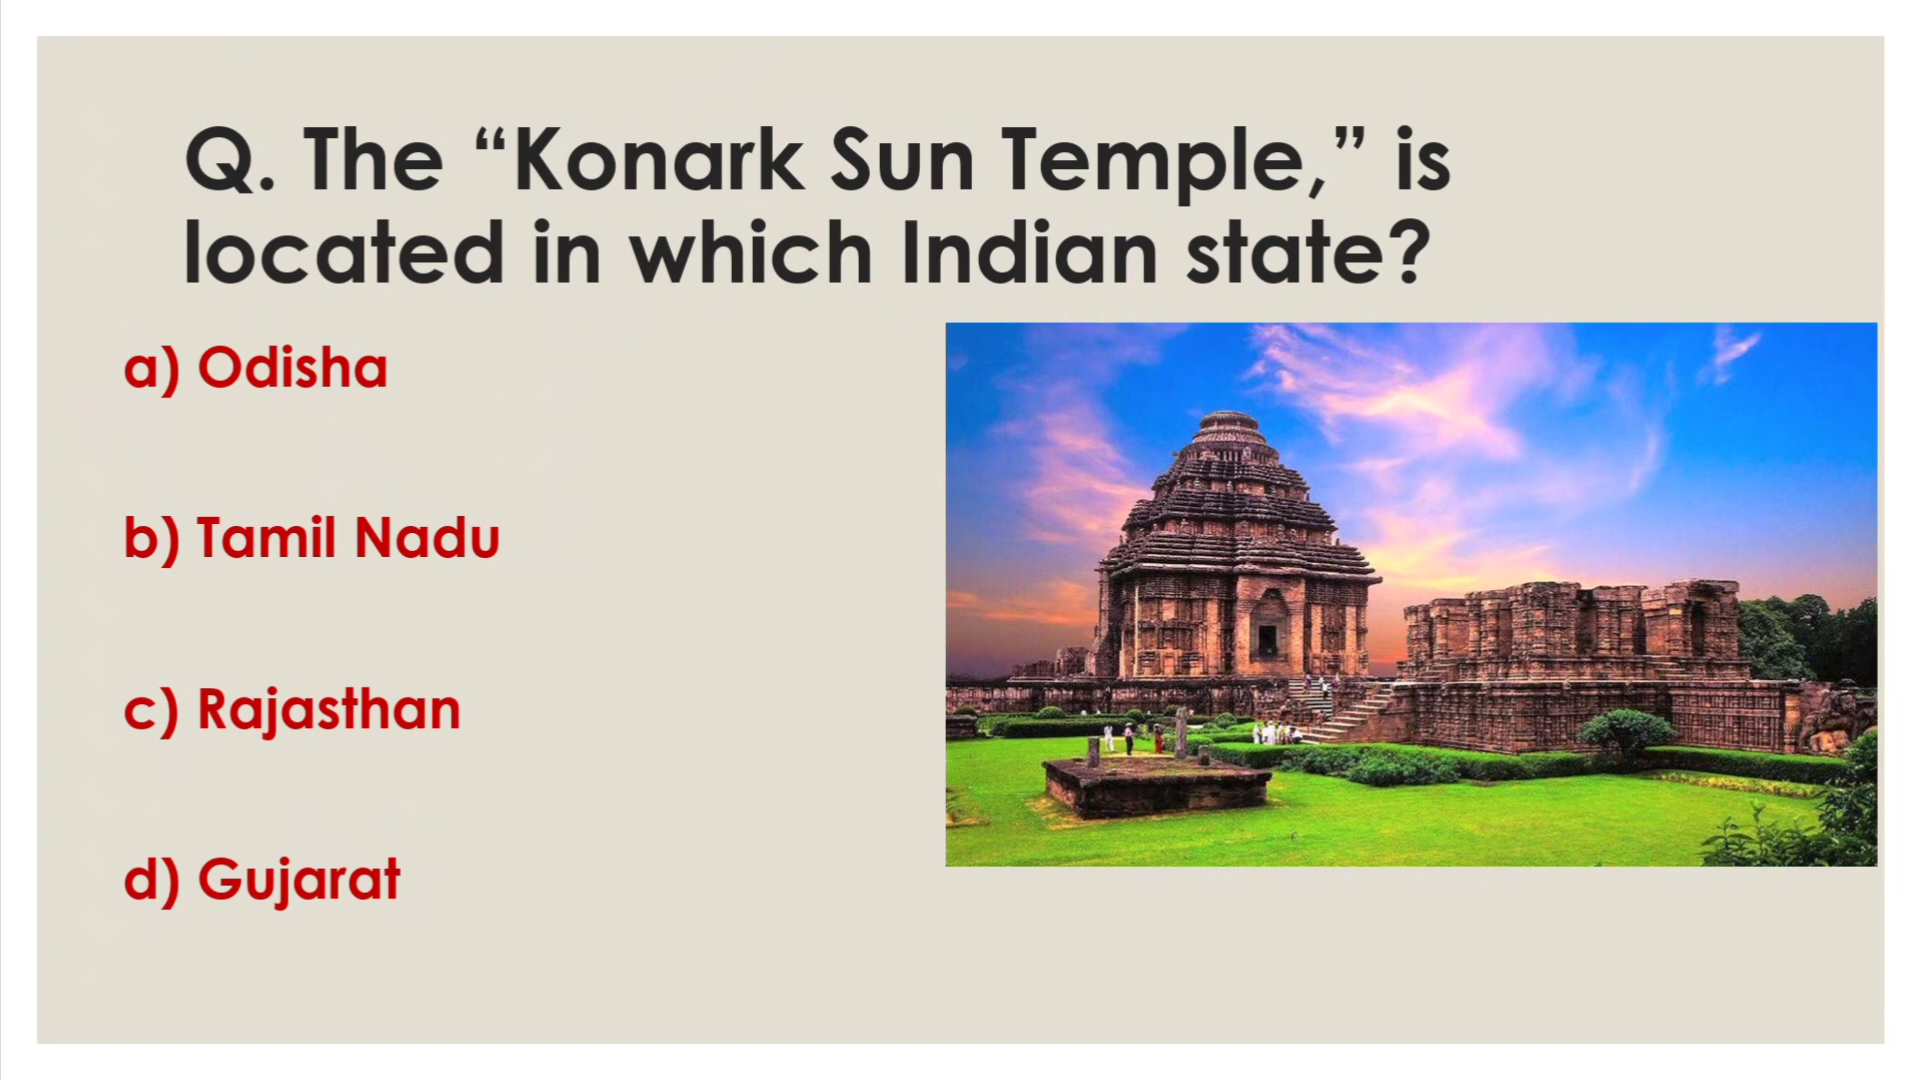 Q. The “Konark Sun Temple,” is
located in which Indian state?
a) Odisha
b) Tamil Nadu
c) Rajasthan
d) Gujarat